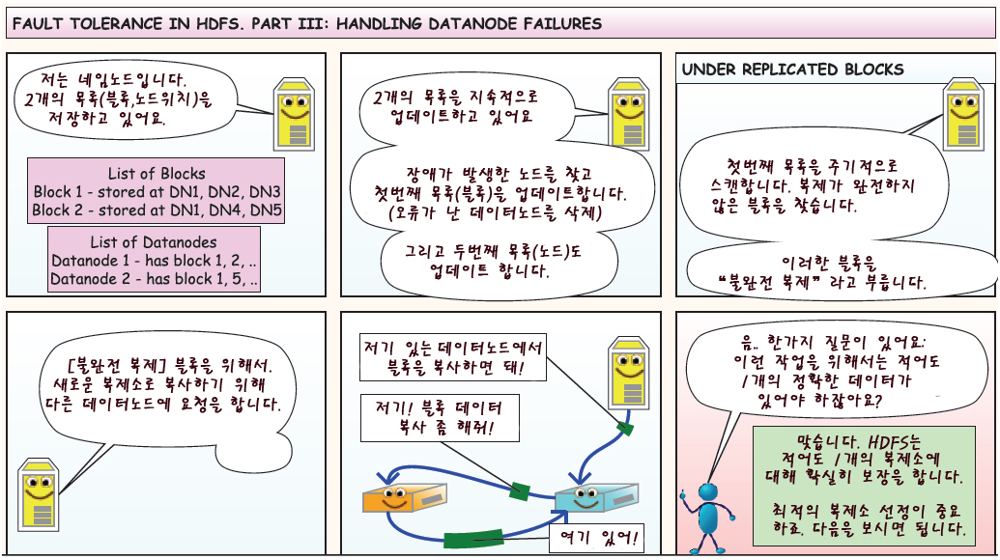 FAULT TOLERANCE IN HDFS. PART III: HANDLING DATANODE FAILURES
저는 네임노드입니다.
2개의 목록(블록,노드위치)을
저장하고 있어요.
List of Blocks
Block 1 - stored at DN1, DN2, DN3
Block 2 - stored at DN1, DN4, DN5
List of Datanodes
Datanode 1 - has block 1, 2, ..
Datanode 2 - has block 1, 5, ..
2개의 목록을 지속적으로
업데이트하고 있어요
장애가 발생한 노드를 찾고
첫번째 목록(블록)을 업데이트합니다.
(오류가 난 데이터노드를 삭제)
그리고 두번째 목록(노드)도
업데이트 합니다.
UNDER REPLICATED BLOCKS
첫번째 목록을 주기적으로
스캔합니다. 복제가 완전하지
않은 블록을 찾습니다.
이러한 블록을
“불완전 복제” 라고 부릅니다.
[불완전 복제] 블록을 위해서.
새로운 복제소로 복사하기 위해
다른 데이터노드에 요청을 합니다.
저기 있는 데이터노드에서
블록을 복사하면 돼!
저기! 블록 데이터
복사 좀 해줘!
여기 있어!
음.. 한가지 질문이 있어요:
이런 작업을 위해서는 적어도
1개의 정확한 데이터가
있어야 하잖아요?
맞습니다. HDFS는
적어도 1개의 복제소에
대해 확실히 보장을 합니다.
최적의 복제소 선정이 중요
하죠. 다음을 보시면 됩니다.